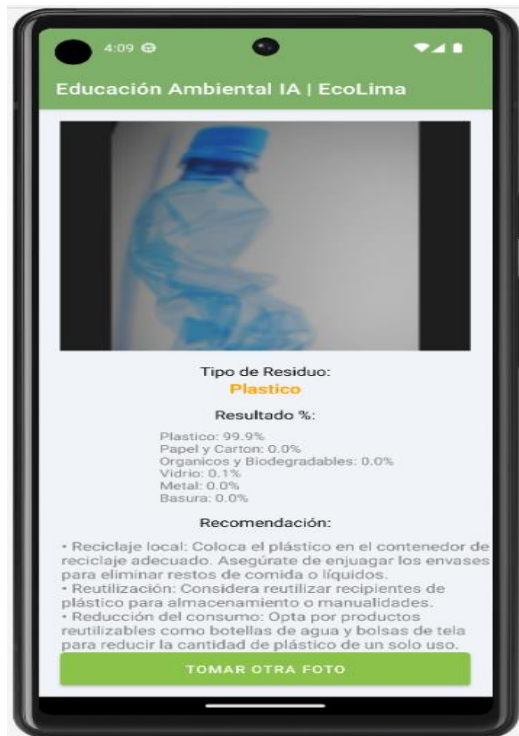 4:09
Educación Ambiental IA | EcoLima
Tipo de Residuo:
Plastico
Resultado %:
Plastico: 99.9%
Papel y Carton: 0.0%
Organicos y Biodegradables: 0.0%
Vidrio: 0.1%
Metal: 0.0%
Basura: 0.0%
Recomendación:
• Reciclaje local: Coloca el plástico en el contenedor de
reciclaje adecuado. Asegúrate de enjuagar los envases
para eliminar restos de comida o líquidos.
• Reutilización: Considera reutilizar recipientes de
plástico para almacenamiento o manualidades.
• Reducción del consumo: Opta por productos
reutilizables como botellas de agua y bolsas de tela
para reducir la cantidad de plástico de un solo uso.
TOMAR OTRA FOTO